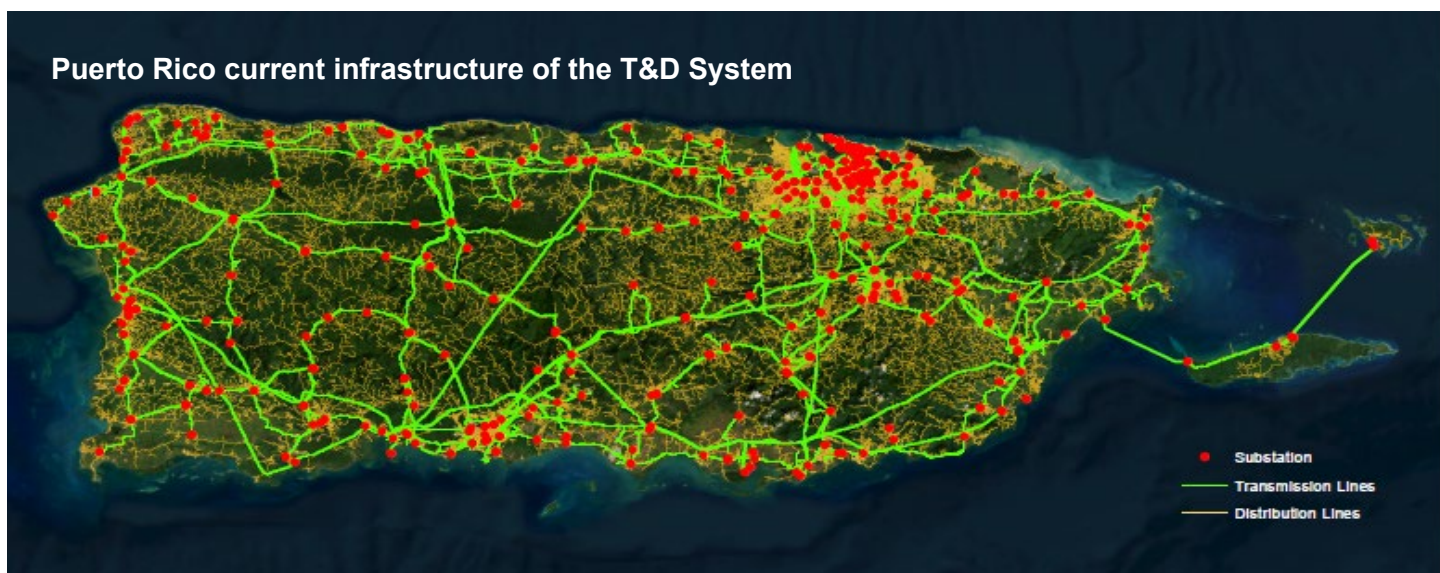 Puerto Rico current infrastructure of the T&D System
Substation
Transmission Lines
Distribution Lines